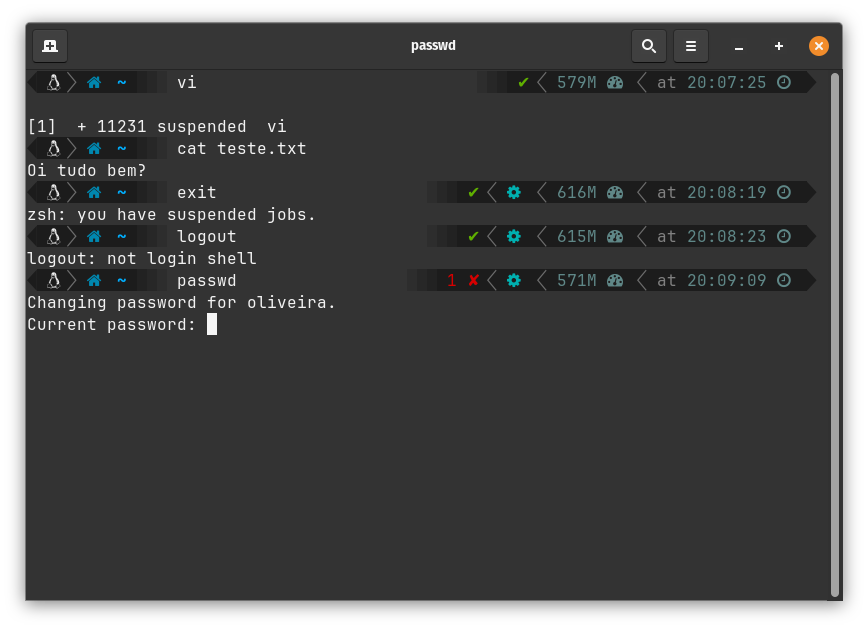 passwd
~ vi ✔ 579M at 20:07:25
[1]  + 11231 suspended  vi
~ cat teste.txt
Oi tudo bem?
~ exit ✔ 616M at 20:08:19
zsh: you have suspended jobs.
~ logout ✔ 615M at 20:08:23
logout: not login shell
~ passwd 1 ✘ 571M at 20:09:09
Changing password for oliveira.
Current password: